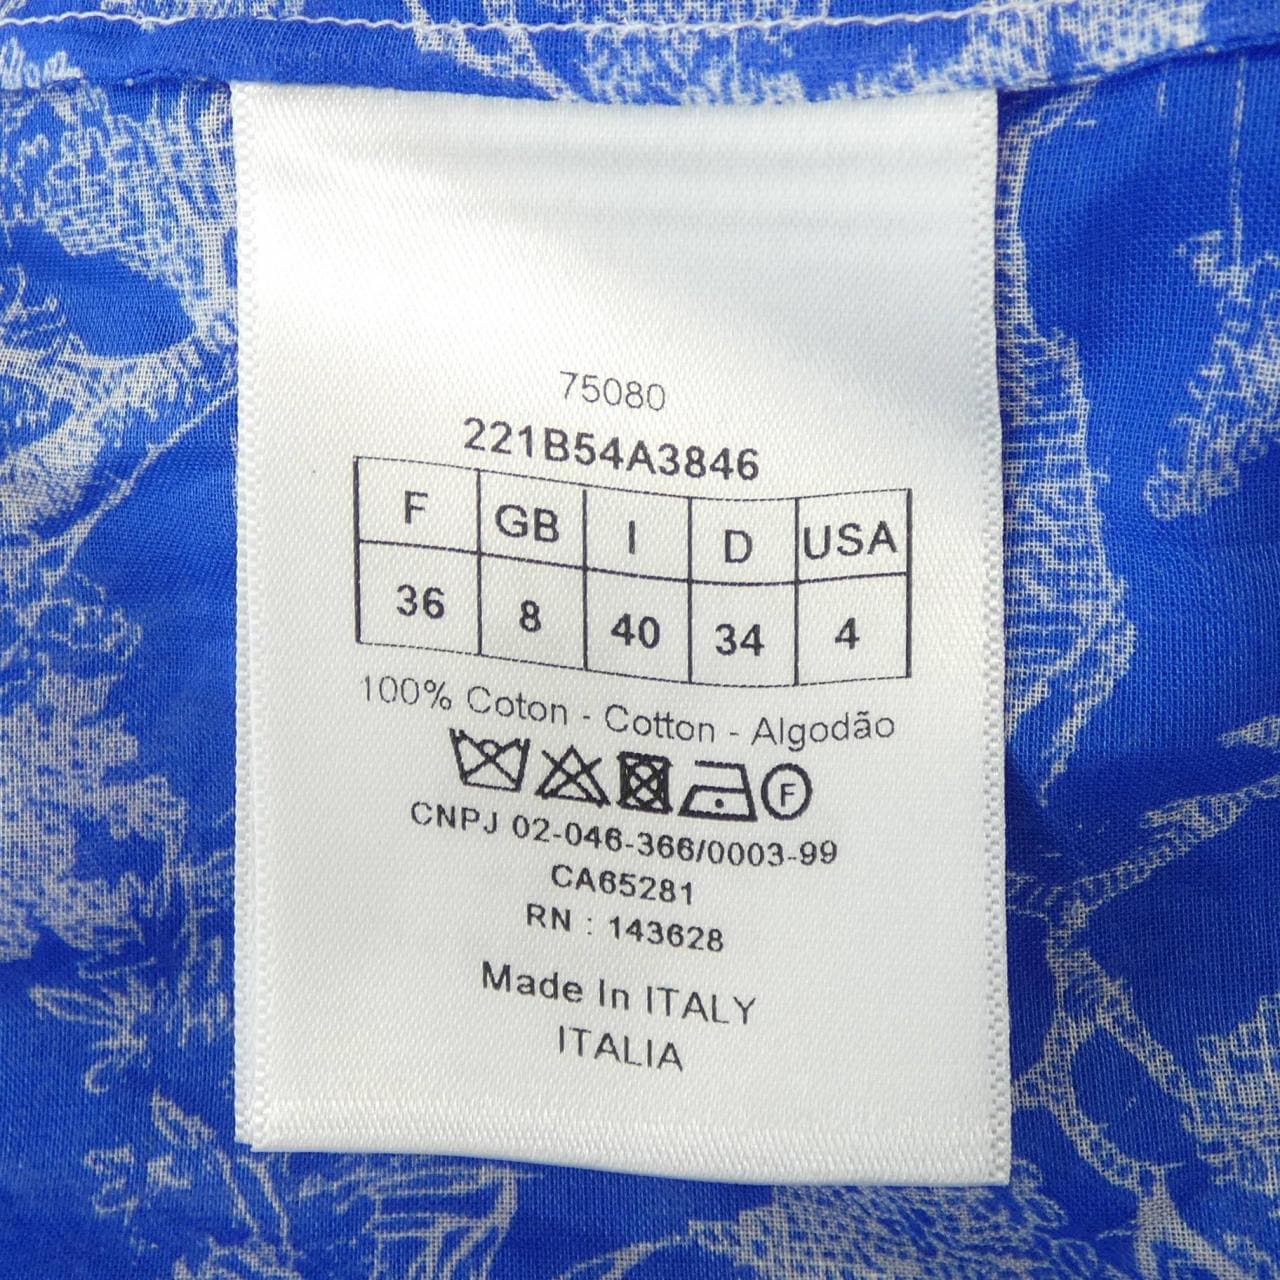 75080
221B54A3846
F GB I D USA
36 8 40 34 4
100% Coton - Cotton - Algodão
F
CNPJ 02-046-366/0003-99
CA65281
RN : 143628
Made In ITALY
ITALIA